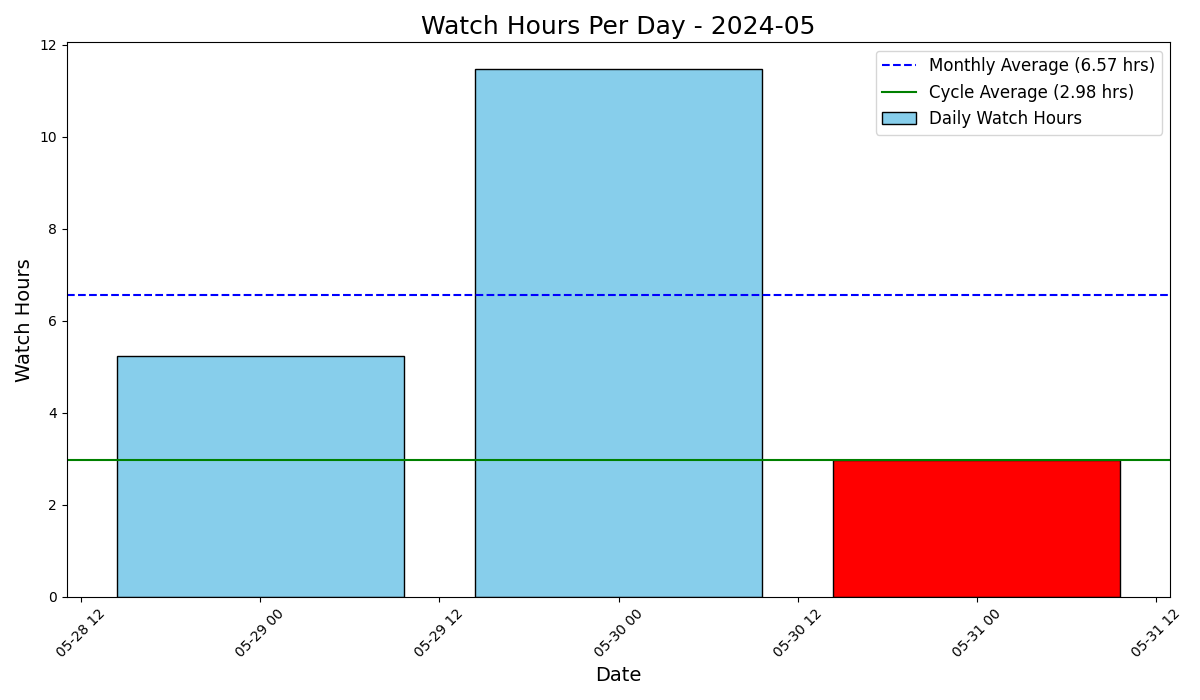 Watch Hours Per Day - 2024-05
Monthly Average (6.57 hrs)
Cycle Average (2.98 hrs)
Daily Watch Hours
Watch Hours
12
10
8
6
4
2
0
05-28 12
05-29 00
05-29 12
05-30 00
05-30 12
05-31 00
05-31 12
Date